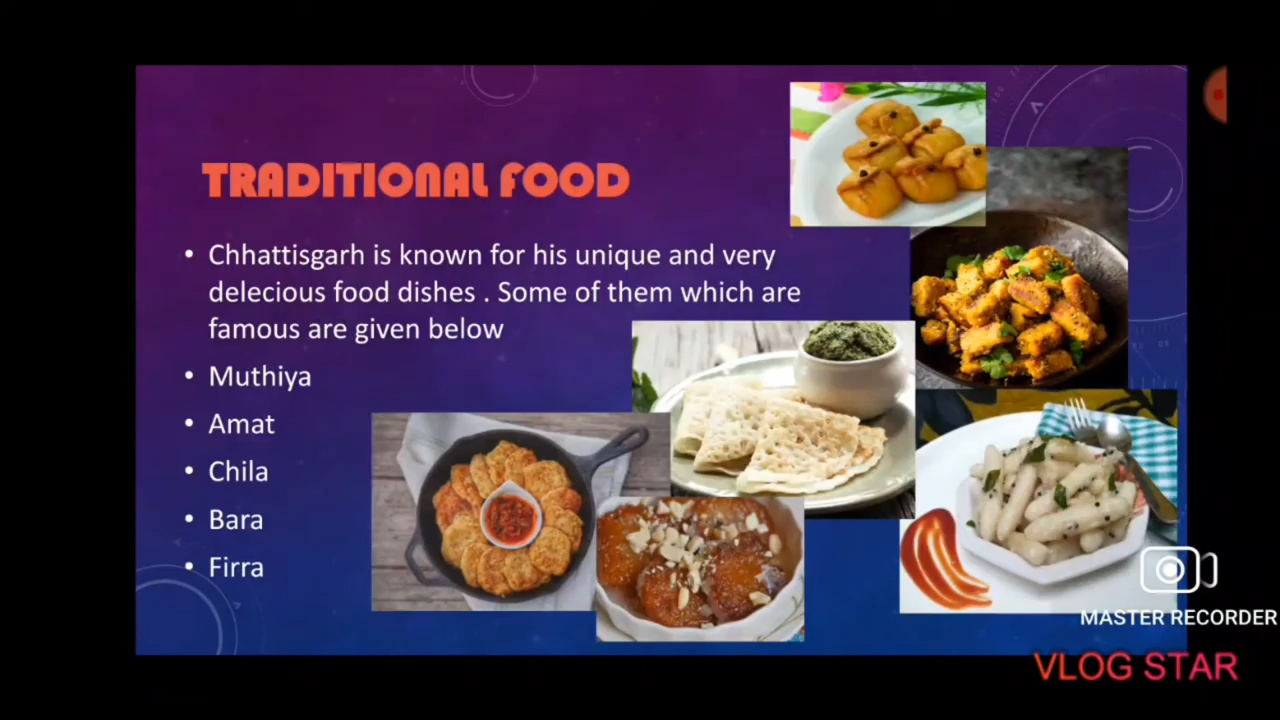 TRADITIONAL FOOD
• Chhattisgarh is known for his unique and very
delecious food dishes . Some of them which are
famous are given below
• Muthiya
• Amat
• Chila
• Bara
• Firra
MASTER RECORDER
VLOG STAR